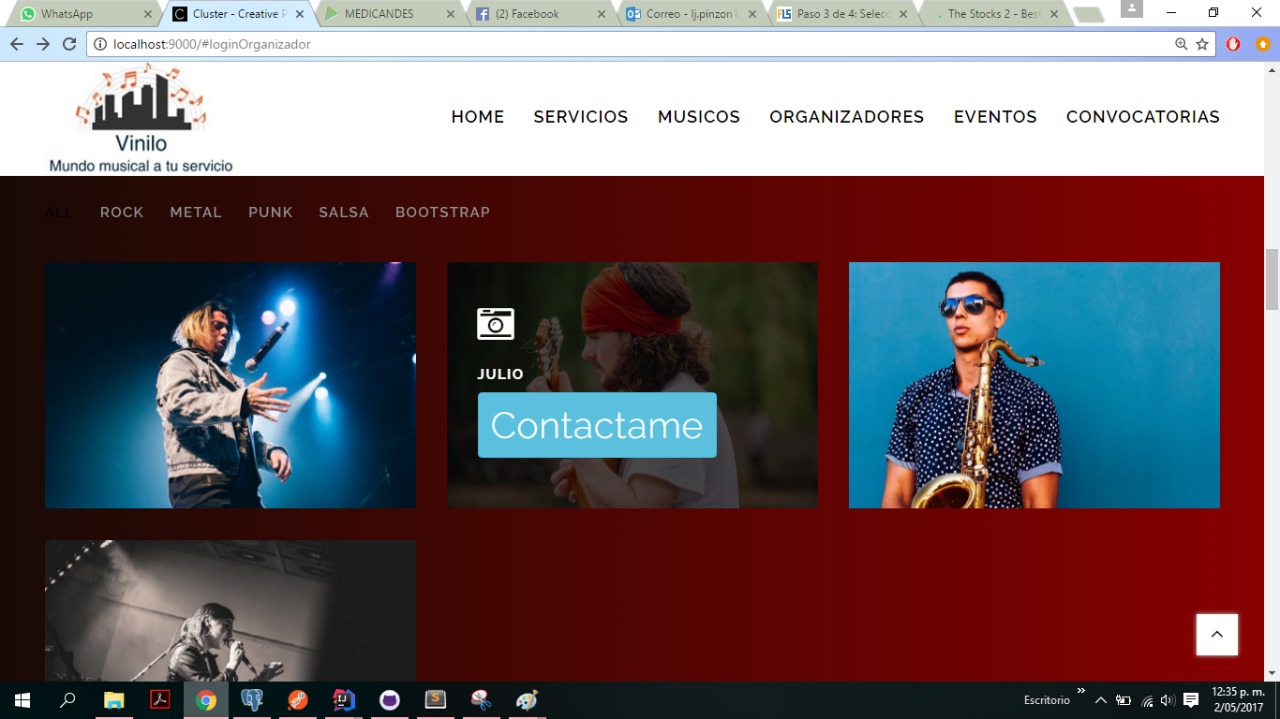 WhatsApp
Cluster - Creative P
MEDICANDES
(2) Facebook
Correo - lj.pinzon1
Paso 3 de 4: Selecc
The Stocks 2 - Best
localhost:9000/#loginOrganizador
Vinilo
Mundo musical a tu servicio
HOME SERVICIOS MUSICOS ORGANIZADORES EVENTOS CONVOCATORIAS
ALL ROCK METAL PUNK SALSA BOOTSTRAP
JULIO
Contactame
Escritorio
12:35 p. m.
2/05/2017